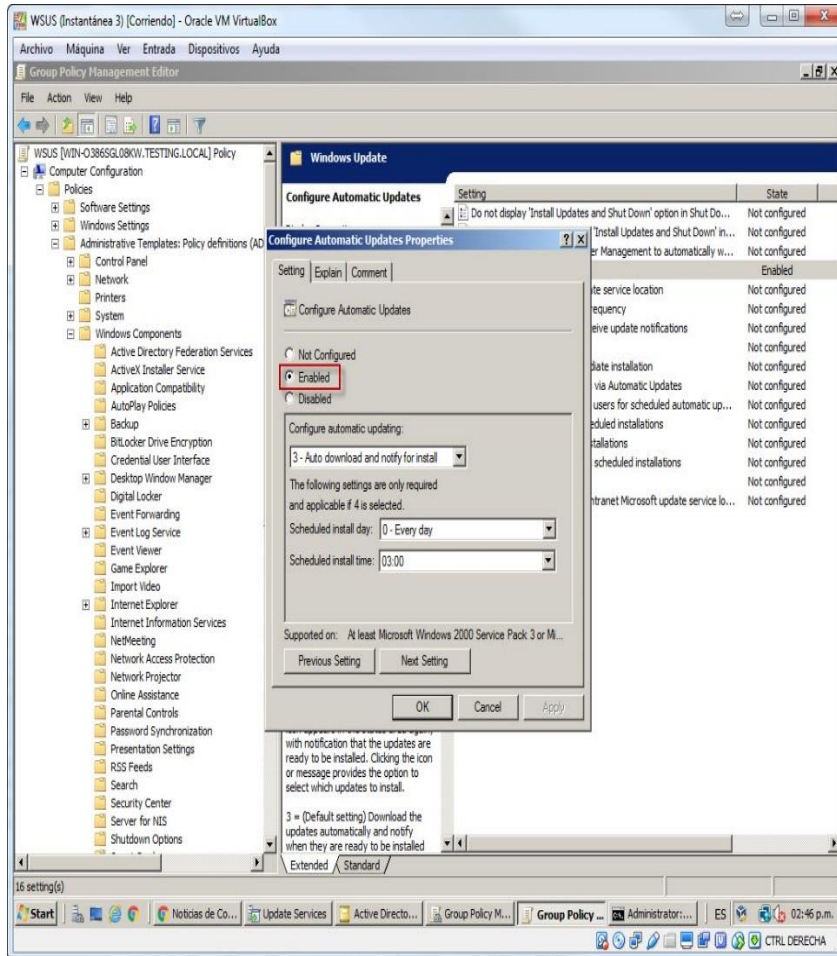 WSUS (Instantánea 3) [Corriendo] - Oracle VM VirtualBox
Archivo Máquina Ver Entrada Dispositivos Ayuda
Group Policy Management Editor
File Action View Help
WSUS [WIN-O386SGL08KW.TESTING.LOCAL] Policy
Computer Configuration
Policies
Software Settings
Windows Settings
Administrative Templates: Policy definitions (AD
Control Panel
Network
Printers
System
Windows Components
Active Directory Federation Services
ActiveX Installer Service
Application Compatibility
AutoPlay Policies
Backup
BitLocker Drive Encryption
Credential User Interface
Desktop Window Manager
Digital Locker
Event Forwarding
Event Log Service
Event Viewer
Game Explorer
Import Video
Internet Explorer
Internet Information Services
NetMeeting
Network Access Protection
Network Projector
Online Assistance
Parental Controls
Password Synchronization
Presentation Settings
RSS Feeds
Search
Security Center
Server for NIS
Shutdown Options
Windows Update
Configure Automatic Updates
Setting State
Do not display 'Install Updates and Shut Down' option in Shut Do... Not configured
'Install Updates and Shut Down' in... Not configured
er Management to automatically w... Not configured
Enabled
te service location Not configured
requency Not configured
eive update notifications Not configured
Not configured
date installation Not configured
via Automatic Updates Not configured
users for scheduled automatic up... Not configured
eduled installations Not configured
stallations Not configured
scheduled installations Not configured
Not configured
ntranet Microsoft update service lo... Not configured
Configure Automatic Updates Properties
Setting Explain Comment
Configure Automatic Updates
Not Configured
Enabled
Disabled
Configure automatic updating:
3 - Auto download and notify for install
The following settings are only required
and applicable if 4 is selected.
Scheduled install day: 0 - Every day
Scheduled install time: 03:00
Supported on: At least Microsoft Windows 2000 Service Pack 3 or Mi...
Previous Setting Next Setting
OK Cancel Apply
with notification that the updates are
ready to be installed. Clicking the icon
or message provides the option to
select which updates to install.
3 = (Default setting) Download the
updates automatically and notify
when they are ready to be installed
Extended Standard
16 setting(s)
Start Noticias de Co... Update Services Active Directo... Group Policy M... Group Policy ... Administrator:... ES 02:46 p.m.
CTRL DERECHA